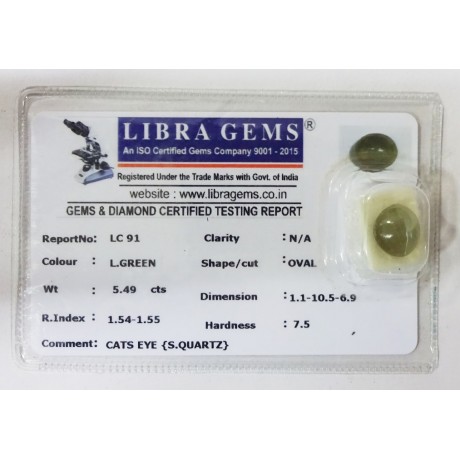 LIBRA GEMS®
An ISO Certified Gems Company 9001 - 2015
Registered Under the Trade Marks with Govt. of India
website : www.libragems.co.in
GEMS & DIAMOND CERTIFIED TESTING REPORT
ReportNo: LC 91 Clarity : N/A
Colour : L.GREEN Shape/cut : OVAL
Wt : 5.49 cts Dimension : 1.1-10.5-6.9
R.Index : 1.54-1.55 Hardness : 7.5
Comment: CATS EYE {S.QUARTZ}